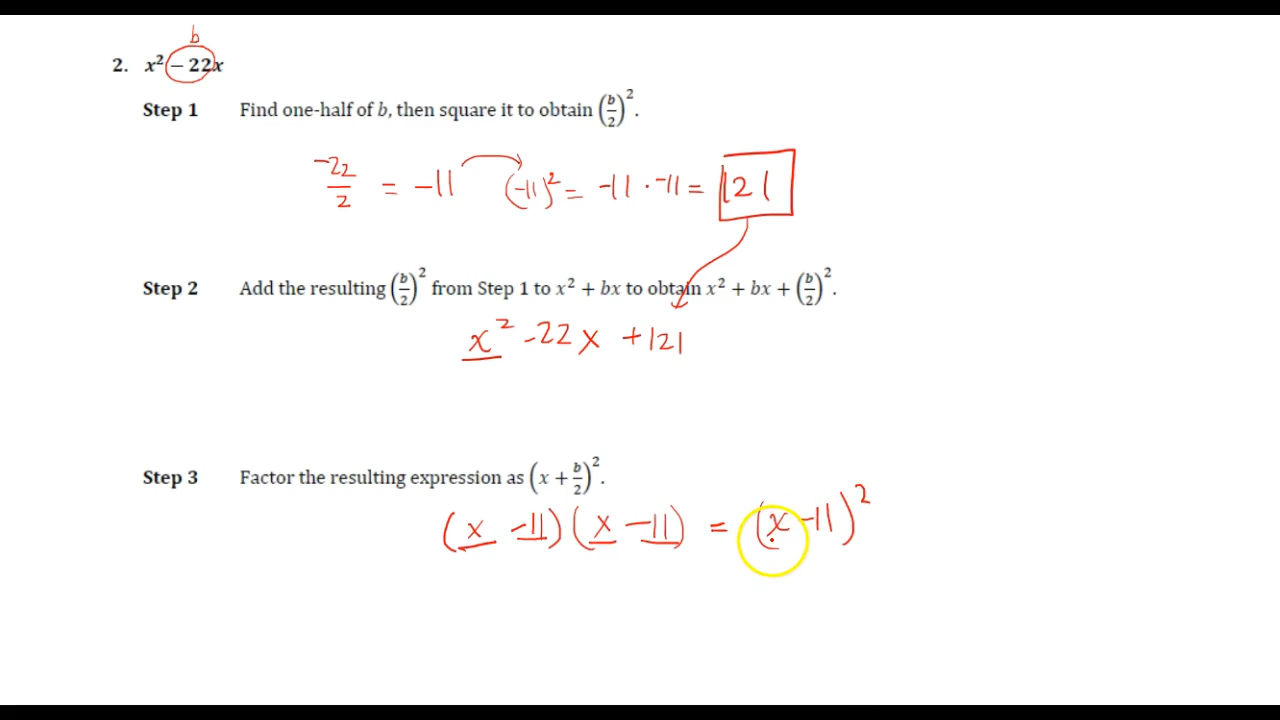 b
2. x² − 22x
Step 1 Find one-half of b, then square it to obtain (b/2)².
-22/2 = -11 (-11)² = -11 · -11 = 121
Step 2 Add the resulting (b/2)² from Step 1 to x² + bx to obtain x² + bx + (b/2)².
x² -22x +121
Step 3 Factor the resulting expression as (x + b/2)².
(x -11)(x -11) = (x -11)²